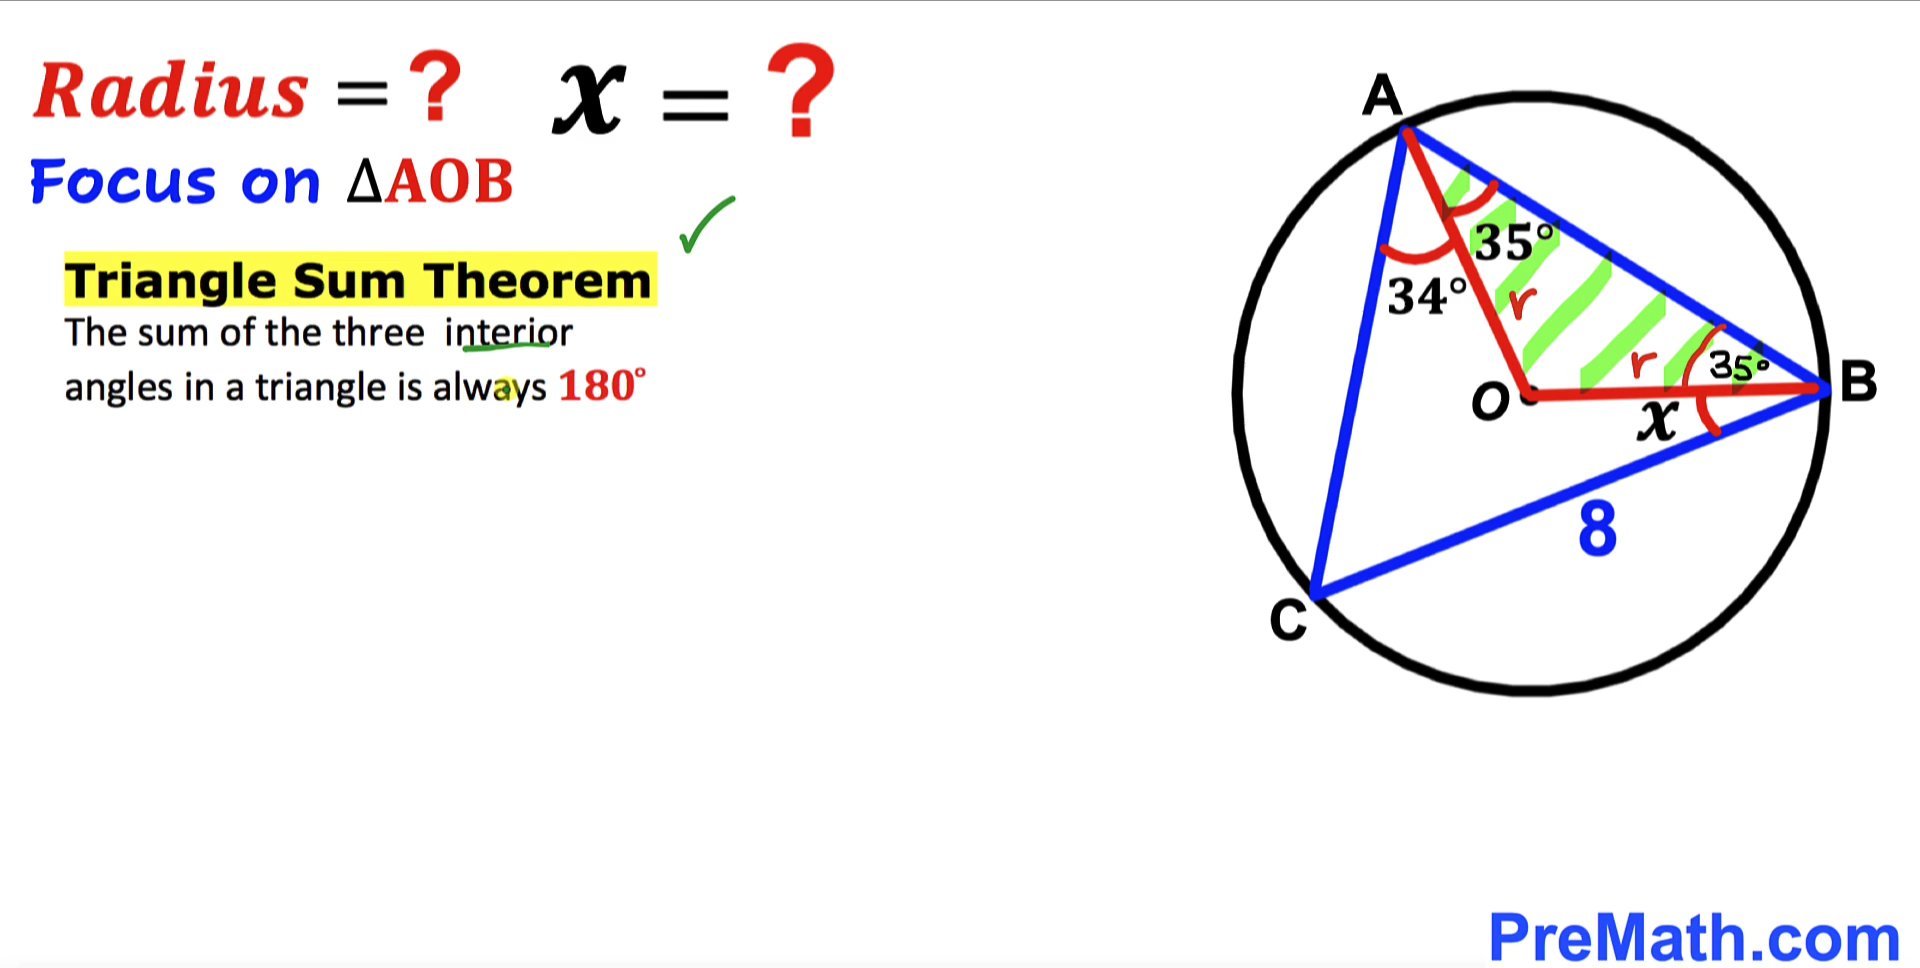 Radius = ? x = ?
Focus on ΔAOB
Triangle Sum Theorem
The sum of the three interior
angles in a triangle is always 180°
A
35°
34°
r
r
35°
O
B
x
8
C
PreMath.com